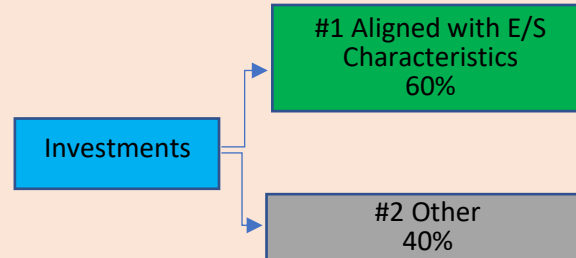 #1 Aligned with E/S
Characteristics
60%
Investments
#2 Other
40%